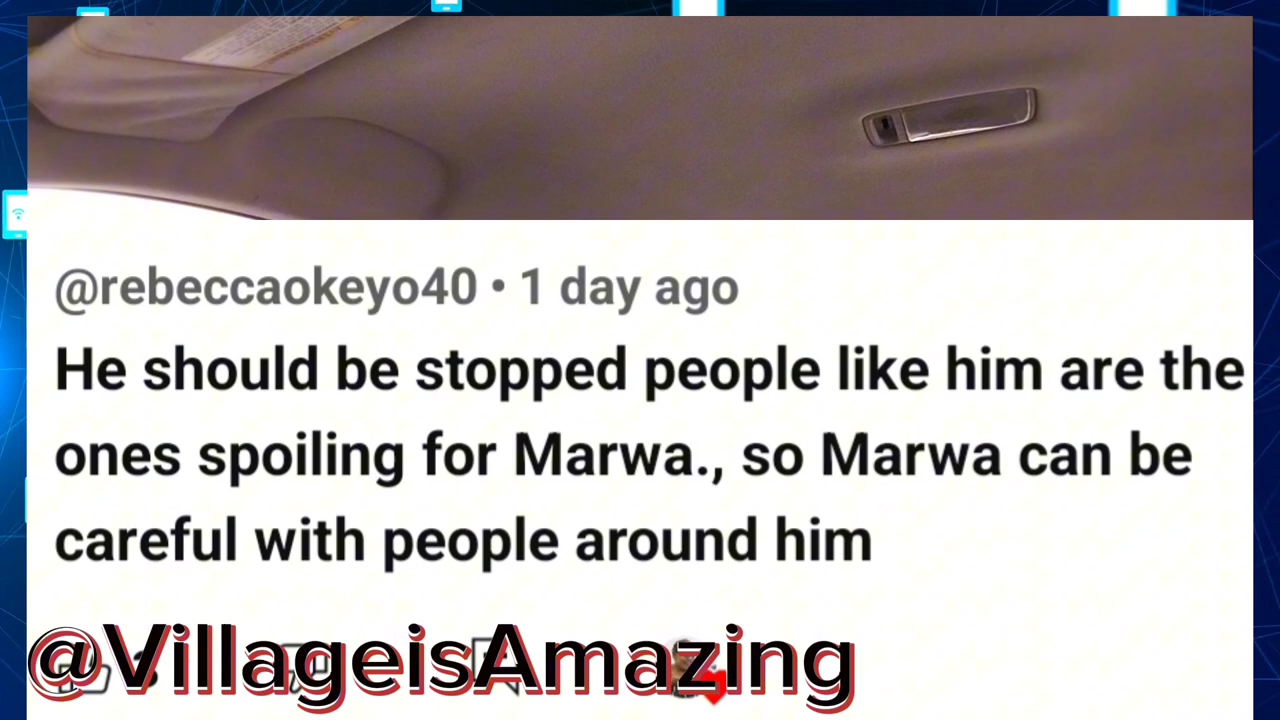 @rebeccaokeyo40 • 1 day ago
He should be stopped people like him are the
ones spoiling for Marwa., so Marwa can be
careful with people around him
@VillageisAmazing